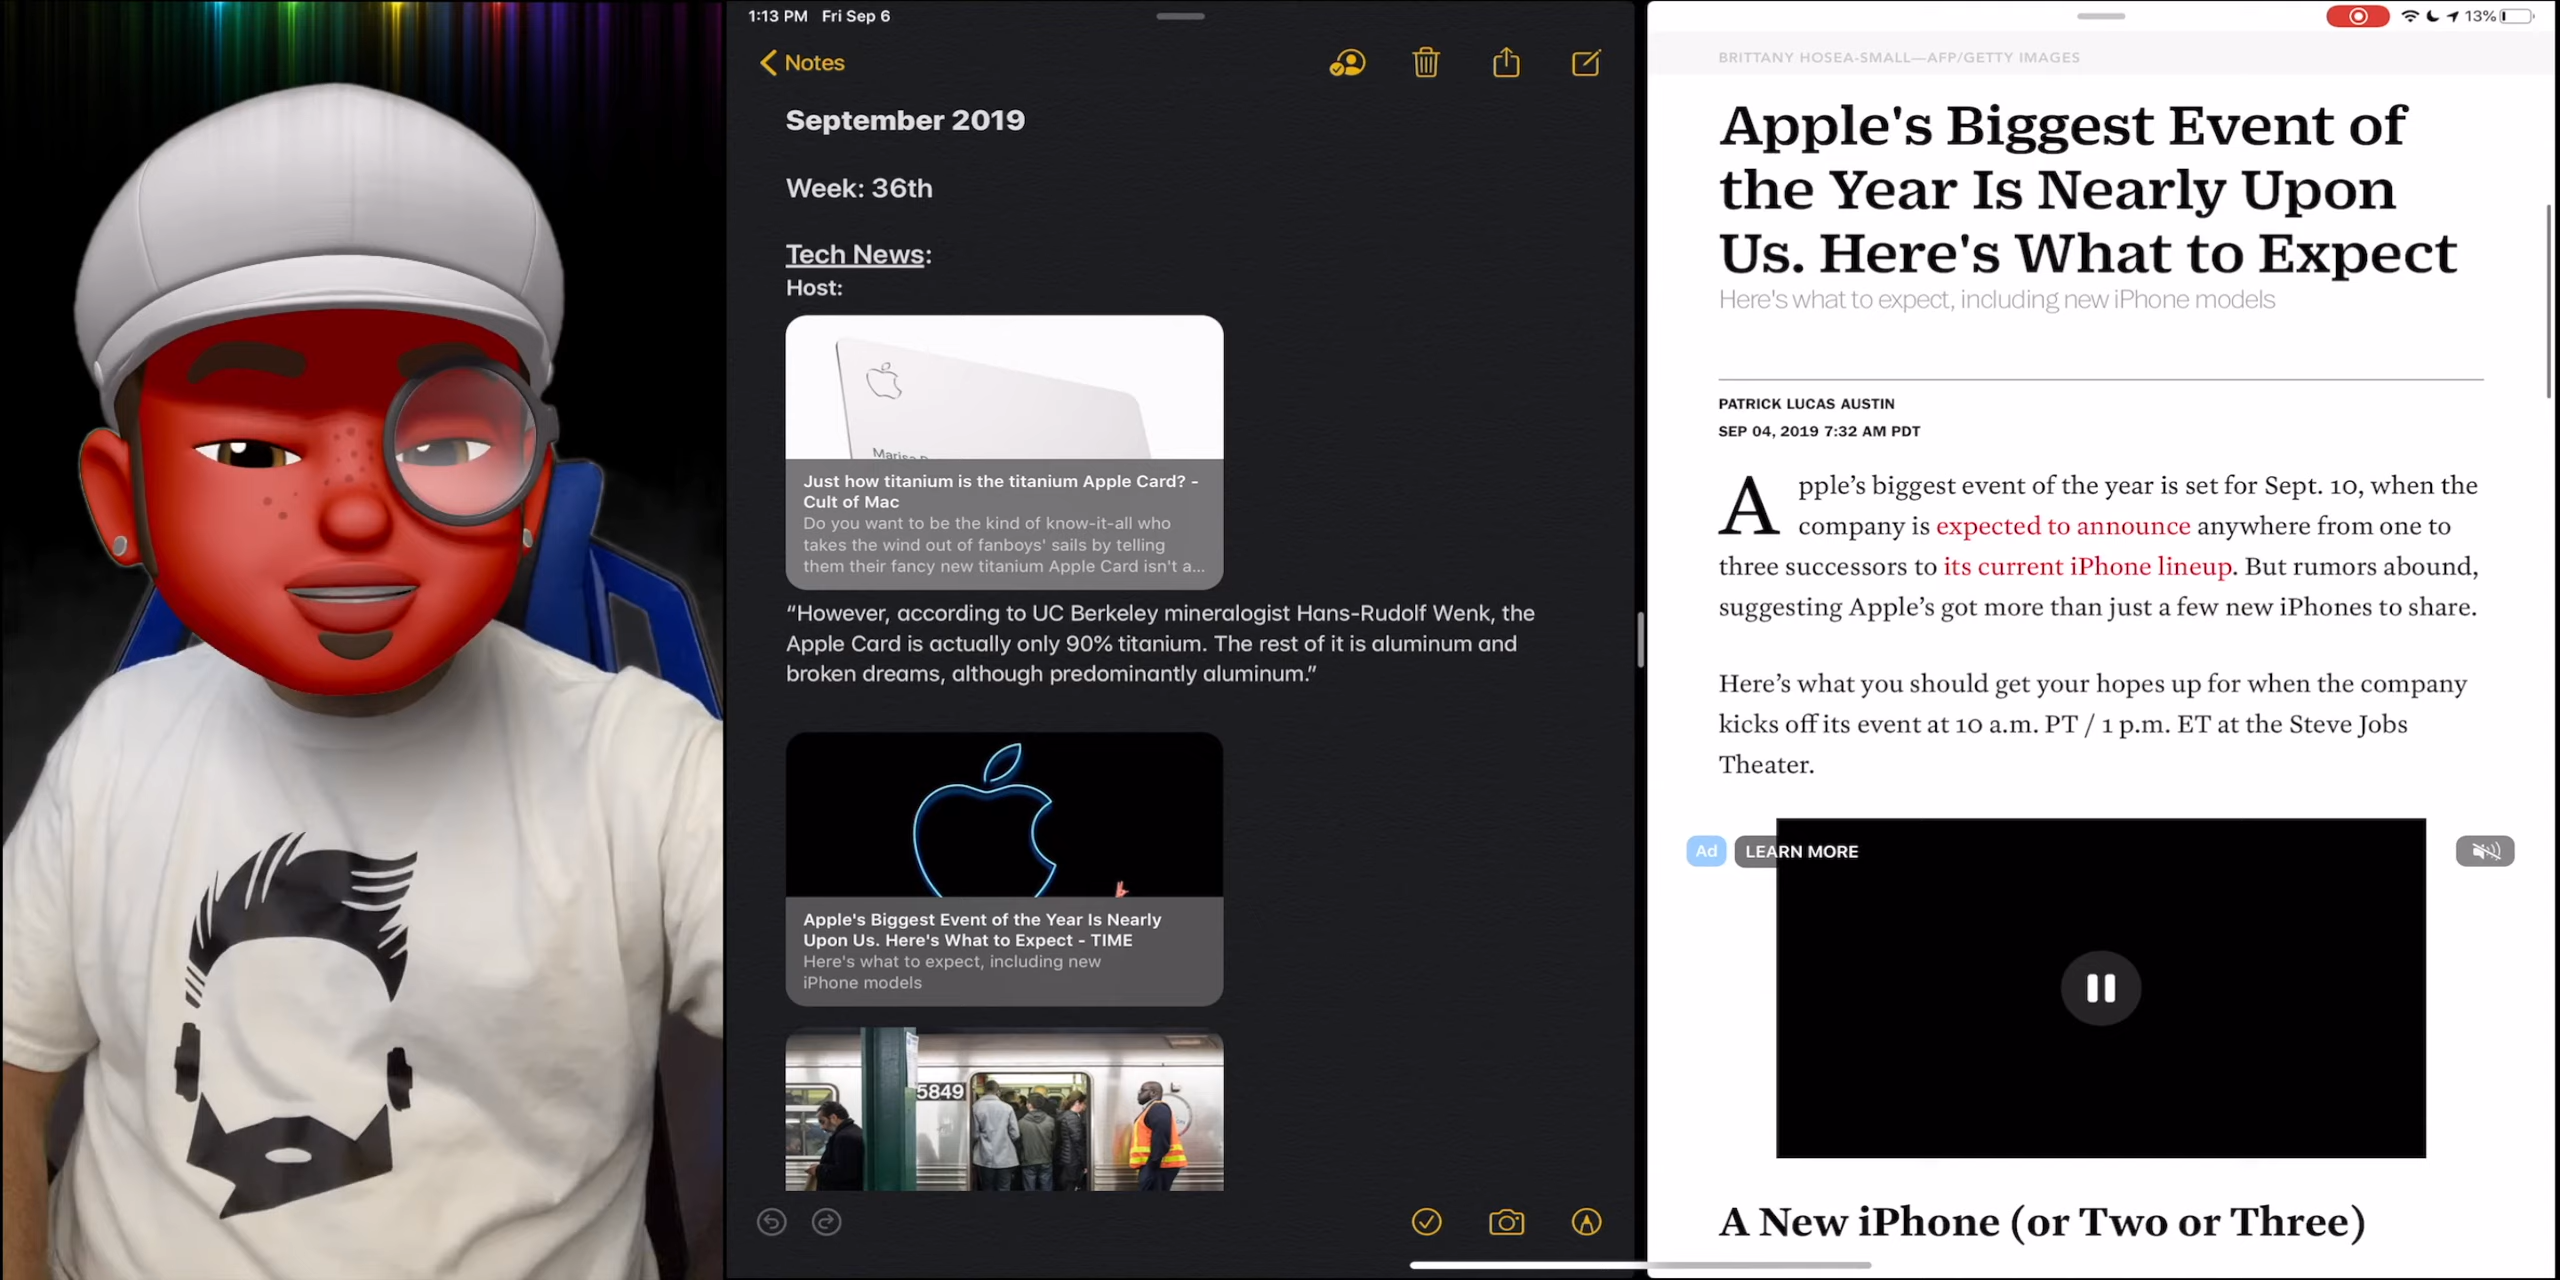 1:13 PM Fri Sep 6
Notes
September 2019
Week: 36th
Tech News:
Host:
Just how titanium is the titanium Apple Card? -
Cult of Mac
Do you want to be the kind of know-it-all who
takes the wind out of fanboys' sails by telling
them their fancy new titanium Apple Card isn't a...
“However, according to UC Berkeley mineralogist Hans-Rudolf Wenk, the
Apple Card is actually only 90% titanium. The rest of it is aluminum and
broken dreams, although predominantly aluminum.”
Apple's Biggest Event of the Year Is Nearly
Upon Us. Here's What to Expect - TIME
Here's what to expect, including new
iPhone models
5849
13%
BRITTANY HOSEA-SMALL—AFP/GETTY IMAGES
Apple's Biggest Event of
the Year Is Nearly Upon
Us. Here's What to Expect
Here's what to expect, including new iPhone models
PATRICK LUCAS AUSTIN
SEP 04, 2019 7:32 AM PDT
Apple’s biggest event of the year is set for Sept. 10, when the
company is expected to announce anywhere from one to
three successors to its current iPhone lineup. But rumors abound,
suggesting Apple’s got more than just a few new iPhones to share.
Here’s what you should get your hopes up for when the company
kicks off its event at 10 a.m. PT / 1 p.m. ET at the Steve Jobs
Theater.
Ad LEARN MORE
A New iPhone (or Two or Three)